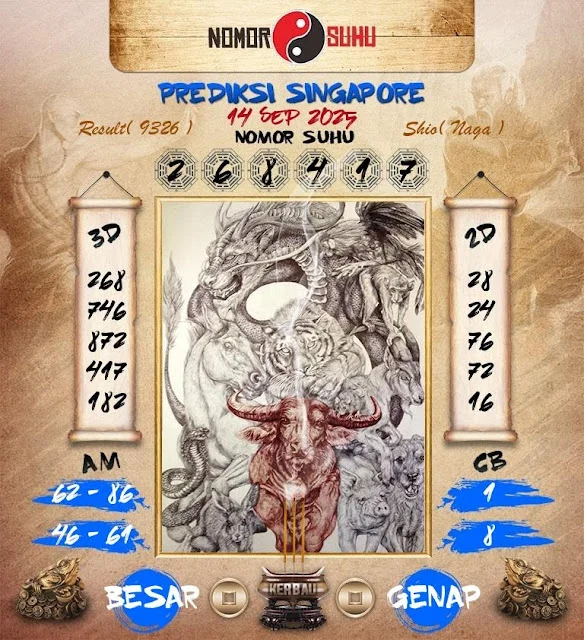 NOMOR SUHU
PREDIKSI SINGAPORE
14 SEP 2025
Result( 9326 )
Shio( Naga )
NOMOR SUHU
2 6 8 4 1 7
3D
268
746
872
417
182
2D
28
24
76
72
16
AM
62 - 86
46 - 61
CB
1
8
BESAR
KERBAU
GENAP